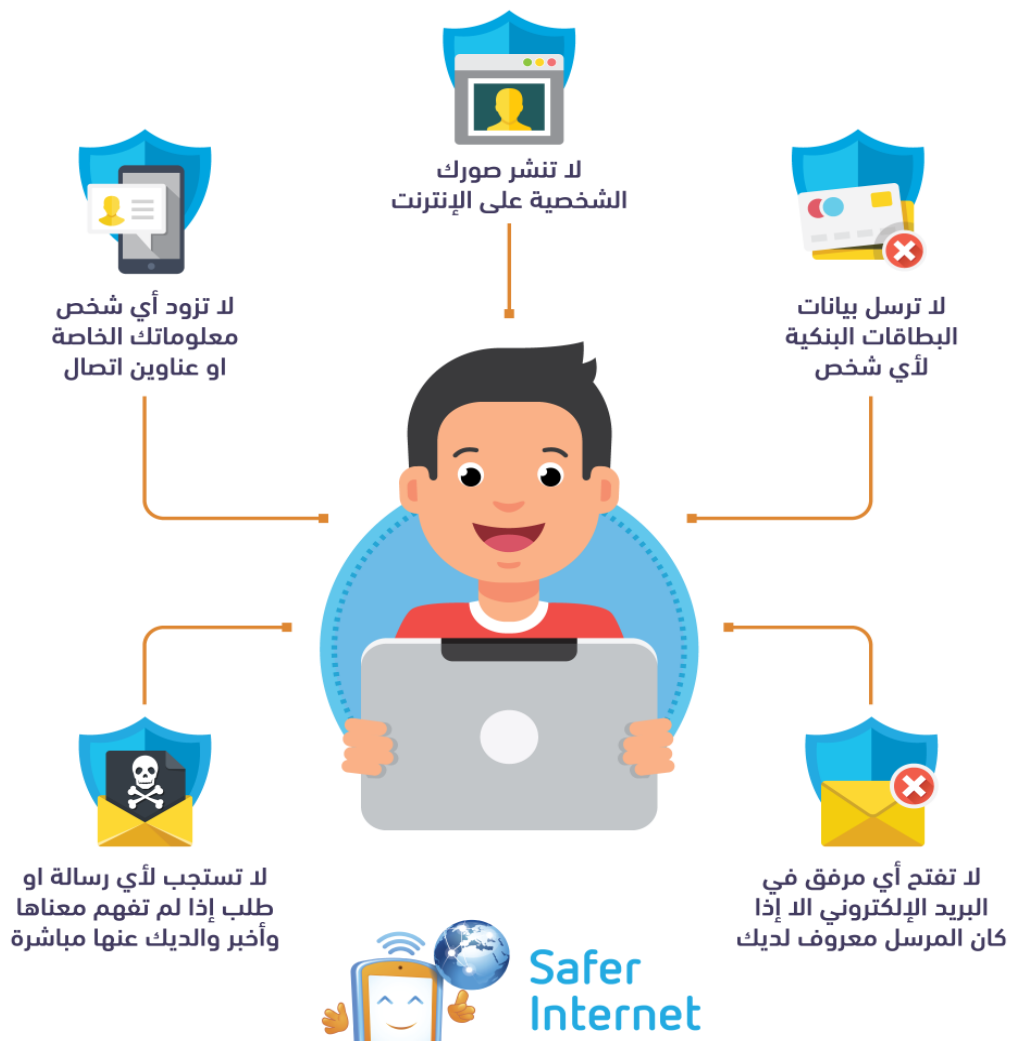 لا تنشر صورك
الشخصية على الإنترنت
لا ترسل بيانات
البطاقات البنكية
لأي شخص
لا تزود أي شخص
معلوماتك الخاصة
او عناوين اتصال
لا تفتح أي مرفق في
البريد الإلكتروني الا إذا
كان المرسل معروف لديك
لا تستجب لأي رسالة او
طلب إذا لم تفهم معناها
وأخبر والديك عنها مباشرة
Safer
Internet